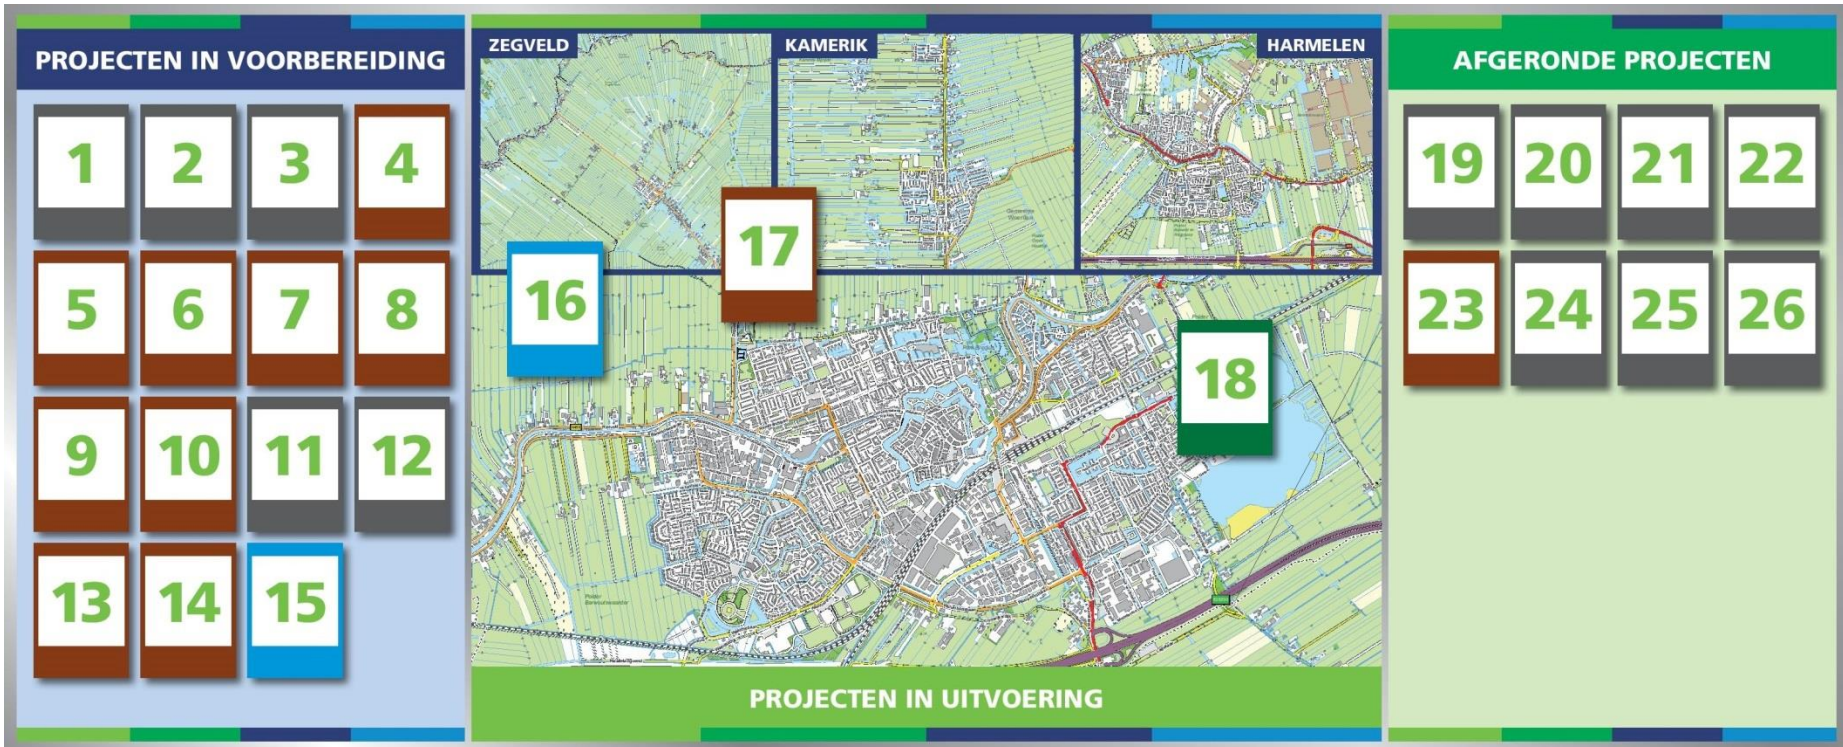 PROJECTEN IN VOORBEREIDING
1 2 3 4
5 6 7 8
9 10 11 12
13 14 15
ZEGVELD
KAMERIK
HARMELEN
16
17
18
PROJECTEN IN UITVOERING
AFGERONDE PROJECTEN
19 20 21 22
23 24 25 26